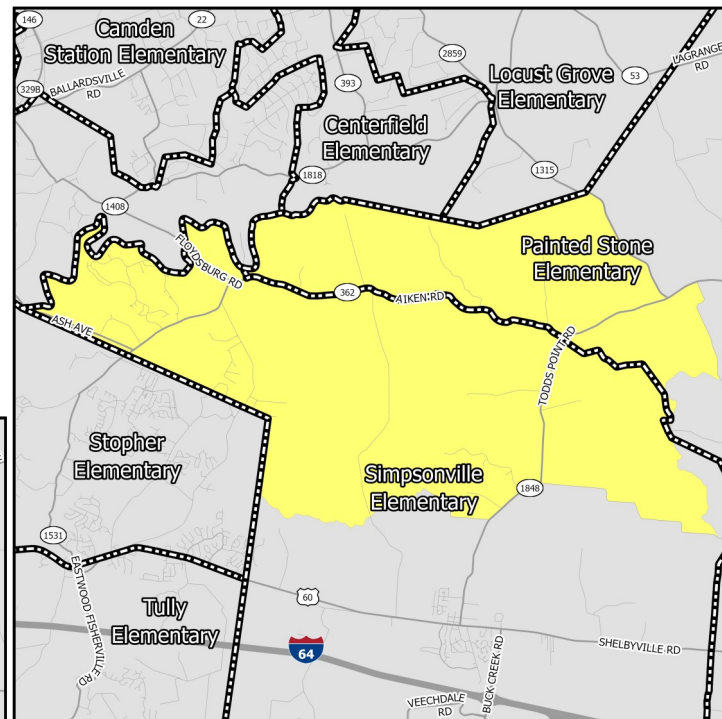 146
22
Camden
Station Elementary
2859
LAGRANGE
RD
329B
BALLARDSVILLE
RD
393
Locust Grove
Elementary
53
Centerfield
Elementary
1818
1315
1408
FLOYDSBURG RD
Painted Stone
Elementary
362
AIKEN RD
ASH AVE
TODDS POINT RD
Stopher
Elementary
Simpsonville
Elementary
1848
1531
EASTWOOD FISHERVILLE
RD
60
Tully
Elementary
64
SHELBYVILLE RD
BUCK CREEK RD
VEECHDALE
RD